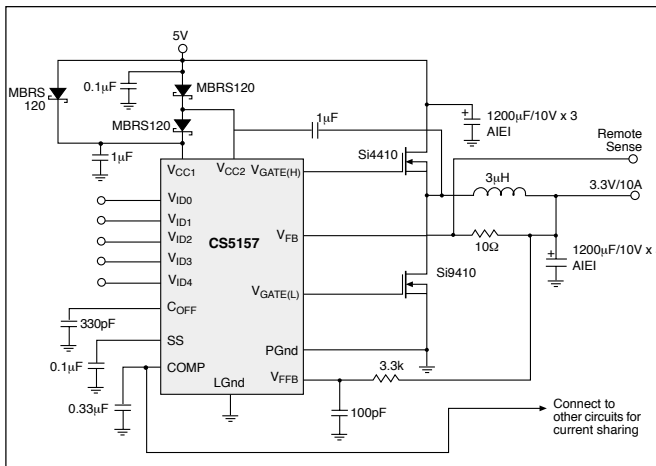 5V
MBRS
120
0.1µF
MBRS120
MBRS120
1µF
1µF
1200µF/10V x 3
AIEI
Remote
Sense
Si4410
3µH
3.3V/10A
VCC1
VCC2
VGATE(H)
VID0
VID1
VID2
VID3
VID4
CS5157
VFB
10Ω
1200µF/10V x
AIEI
Si9410
VGATE(L)
COFF
330pF
SS
PGnd
0.1µF
COMP
LGnd
VFFB
3.3k
0.33µF
100pF
Connect to
other circuits for
current sharing